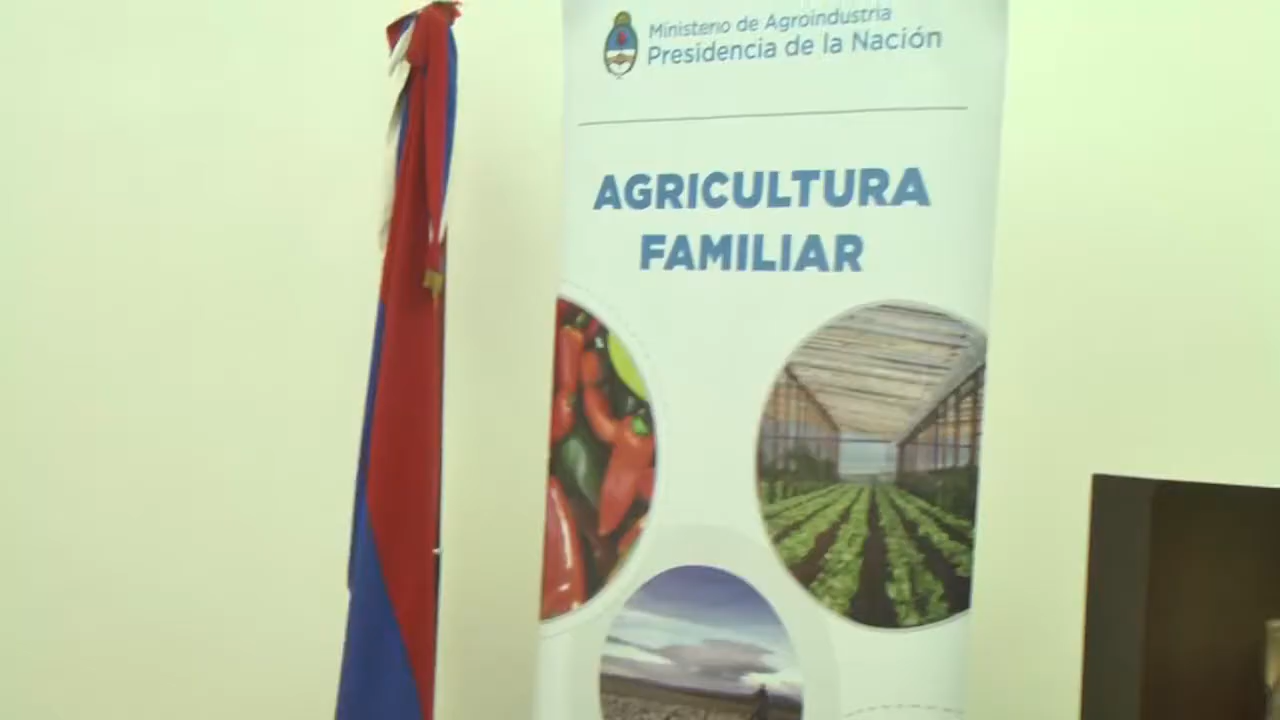 Ministerio de Agroindustria
Presidencia de la Nación
AGRICULTURA
FAMILIAR